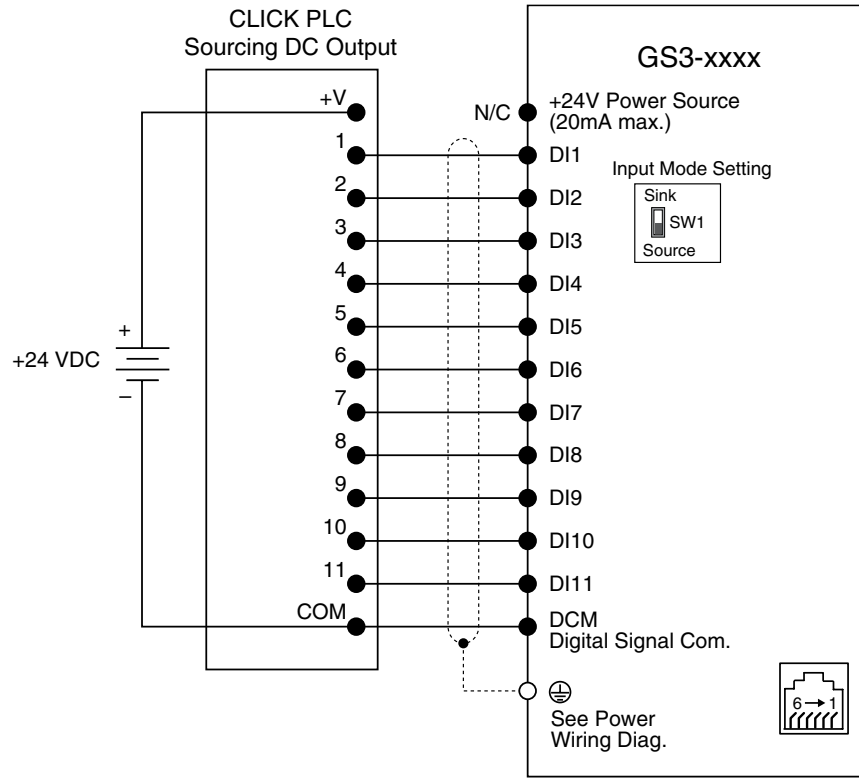 CLICK PLC
Sourcing DC Output
GS3-xxxx
+V
N/C
+24V Power Source
(20mA max.)
1
DI1
Input Mode Setting
2
DI2
Sink
SW1
Source
3
DI3
4
DI4
5
DI5
+
+24 VDC
–
6
DI6
7
DI7
8
DI8
9
DI9
10
DI10
11
DI11
COM
DCM
Digital Signal Com.
6→1
See Power
Wiring Diag.